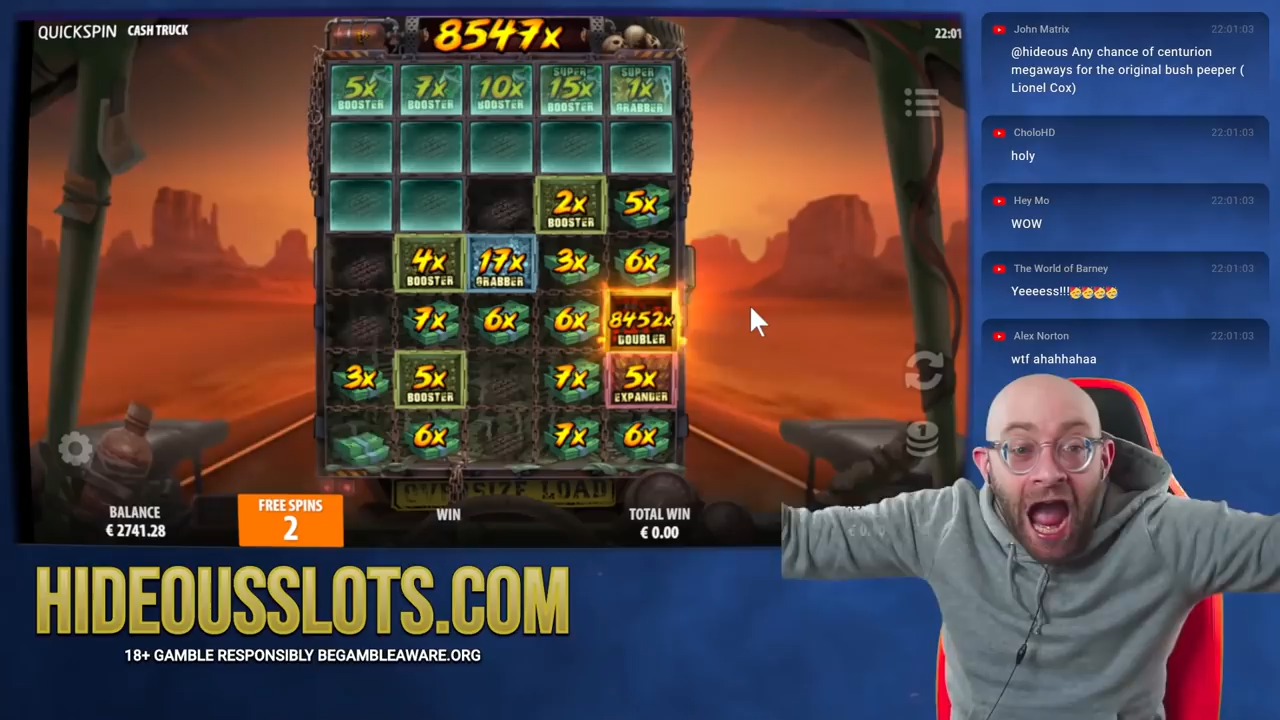 QUICKSPIN CASH TRUCK
8547x
22:01
5x 7x 10x SUPER 15x SUPER 1x
BOOSTER BOOSTER BOOSTER BOOSTER GRABBER
2x BOOSTER 5x
4x BOOSTER 17x GRABBER 3x 6x
7x 6x 6x 8452x DOUBLER
3x 5x BOOSTER 7x 5x EXPANDER
6x 7x 6x
OVERSIZE LOAD
BALANCE
€ 2741.28
FREE SPINS
2
WIN
TOTAL WIN
€ 0.00
HIDEOUSSLOTS.COM
18+ GAMBLE RESPONSIBLY BEGAMBLEAWARE.ORG
John Matrix 22:01:03
@hideous Any chance of centurion
megaways for the original bush peeper (
Lionel Cox)
CholoHD 22:01:03
holy
Hey Mo 22:01:03
WOW
The World of Barney 22:01:03
Yeeeess!!!🥳🥳🥳🥳
Alex Norton 22:01:03
wtf ahahhahaa